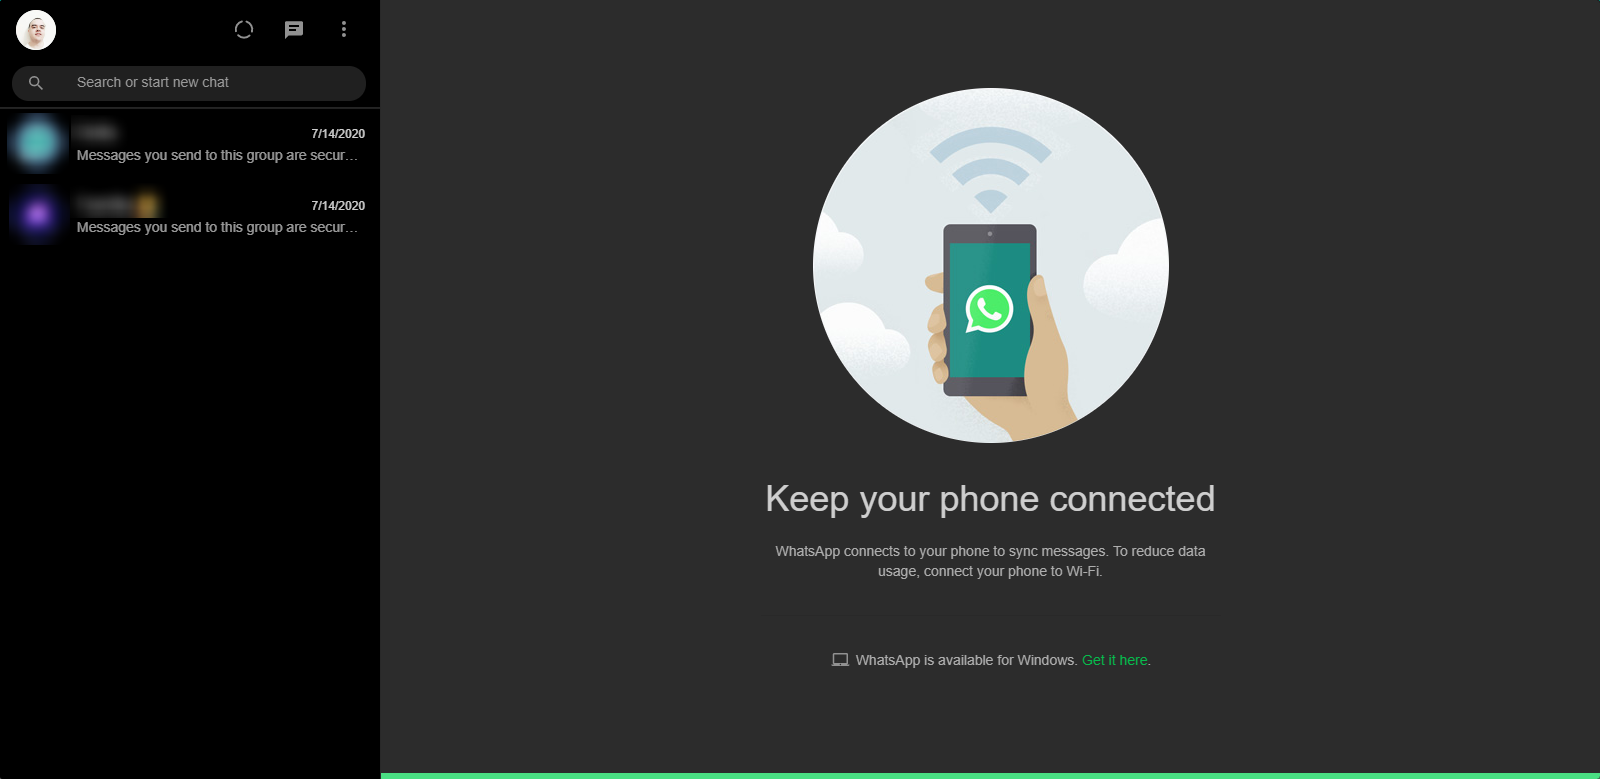 Search or start new chat
7/14/2020
Messages you send to this group are secur…
7/14/2020
Messages you send to this group are secur…
Keep your phone connected
WhatsApp connects to your phone to sync messages. To reduce data
usage, connect your phone to Wi-Fi.
WhatsApp is available for Windows. Get it here.